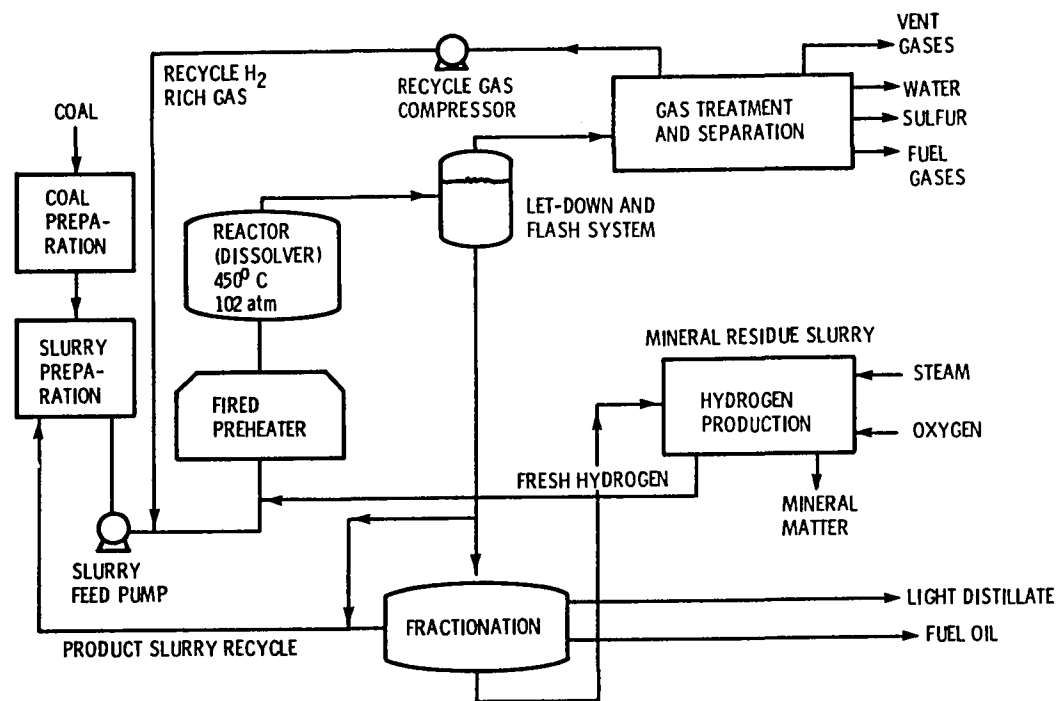 VENT
GASES
RECYCLE H2
RICH GAS
RECYCLE GAS
COMPRESSOR
GAS TREATMENT
AND SEPARATION
WATER
SULFUR
FUEL
GASES
COAL
COAL
PREPA-
RATION
REACTOR
(DISSOLVER)
450⁰ C
102 atm
LET-DOWN AND
FLASH SYSTEM
SLURRY
PREPA-
RATION
FIRED
PREHEATER
MINERAL RESIDUE SLURRY
HYDROGEN
PRODUCTION
STEAM
OXYGEN
FRESH HYDROGEN
MINERAL
MATTER
SLURRY
FEED PUMP
PRODUCT SLURRY RECYCLE
FRACTIONATION
LIGHT DISTILLATE
FUEL OIL